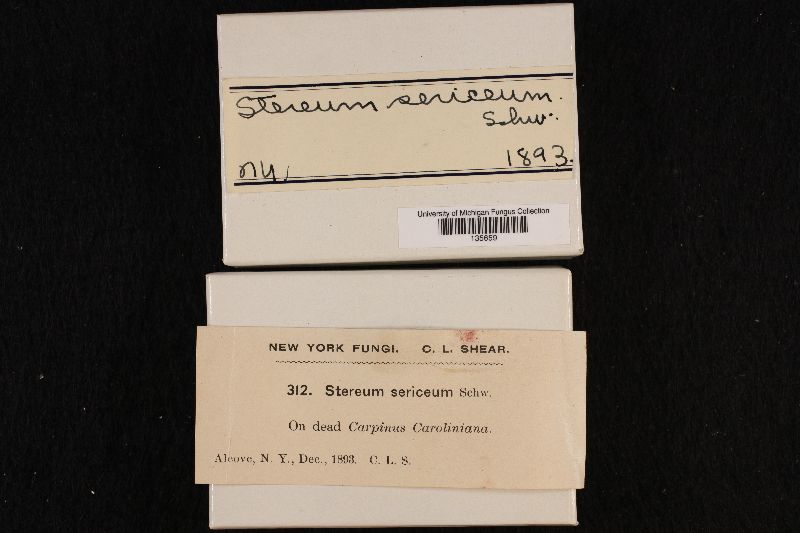 Stereum sericeum.
Schw.
NY, 1893.
University of Michigan Fungus Collection
135659
NEW YORK FUNGI. C. L. SHEAR.
312. Stereum sericeum Schw.
On dead Carpinus Caroliniana.
Alcove, N. Y., Dec., 1893. C. L. S.